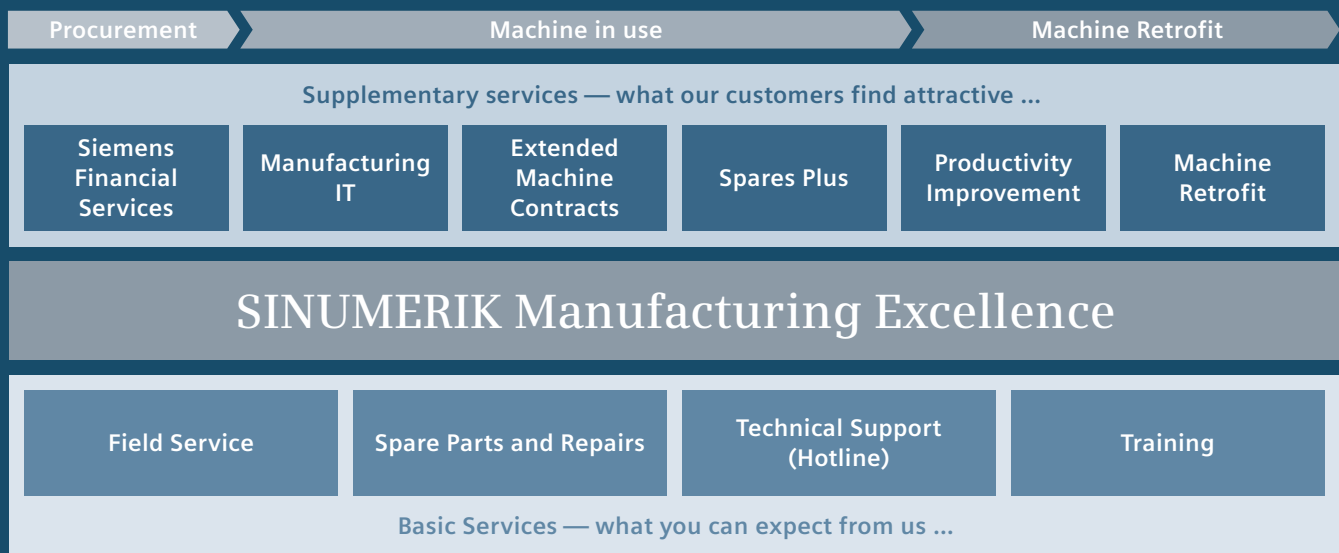 Procurement
Machine in use
Machine Retrofit
Supplementary services — what our customers find attractive ...
Siemens
Financial
Services
Manufacturing
IT
Extended
Machine
Contracts
Spares Plus
Productivity
Improvement
Machine
Retrofit
SINUMERIK Manufacturing Excellence
Field Service
Spare Parts and Repairs
Technical Support
(Hotline)
Training
Basic Services — what you can expect from us ...